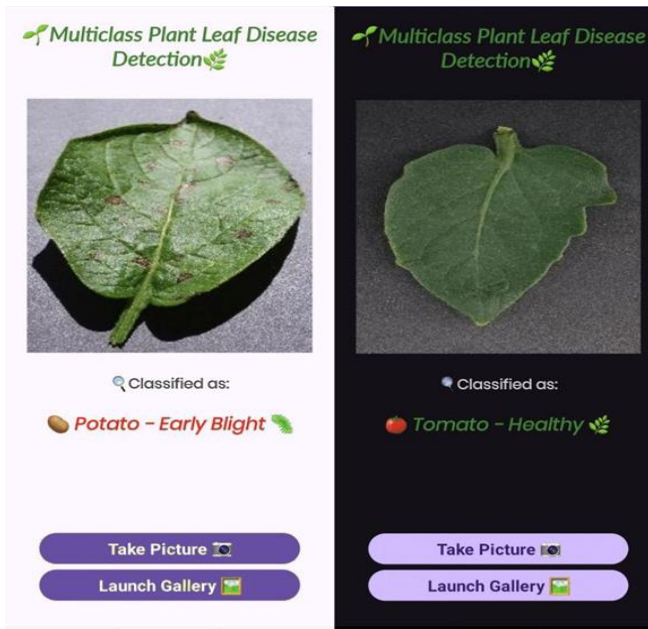 🌱Multiclass Plant Leaf Disease
Detection🌿
🔍Classified as:
🥔 Potato - Early Blight 🐛
Take Picture 📷
Launch Gallery 🖼️
🌱Multiclass Plant Leaf Disease
Detection🌿
🔍Classified as:
🍅 Tomato - Healthy 🌿
Take Picture 📷
Launch Gallery 🖼️